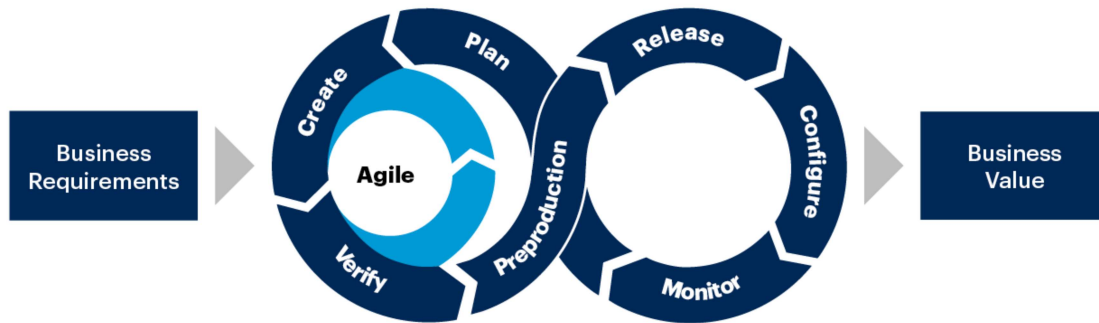 Business
Requirements
Create
Plan
Agile
Verify
Preproduction
Release
Configure
Monitor
Business
Value